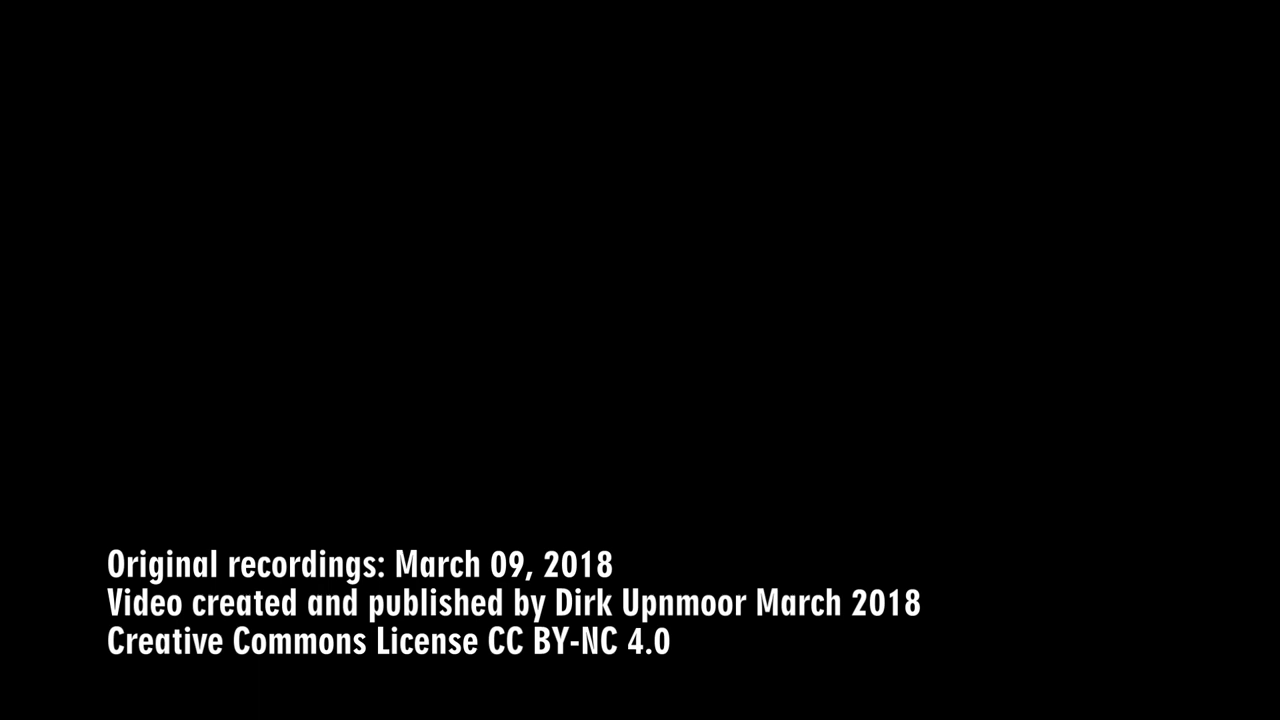 Original recordings: March 09, 2018
Video created and published by Dirk Upnmoor March 2018
Creative Commons License CC BY-NC 4.0